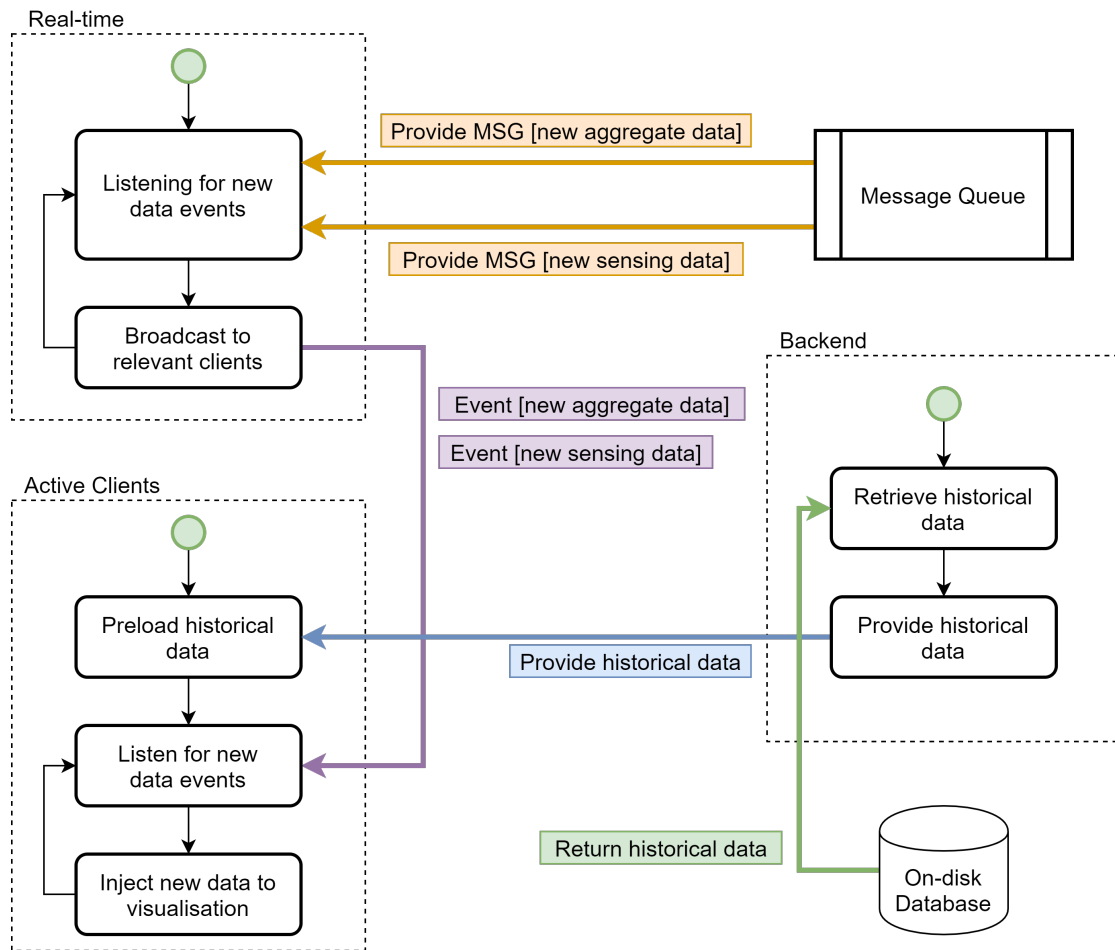 Real-time
Provide MSG [new aggregate data]
Listening for new
data events
Message Queue
Provide MSG [new sensing data]
Broadcast to
relevant clients
Backend
Event [new aggregate data]
Event [new sensing data]
Active Clients
Retrieve historical
data
Preload historical
data
Provide historical data
Provide historical
data
Listen for new
data events
Return historical data
On-disk
Database
Inject new data to
visualisation